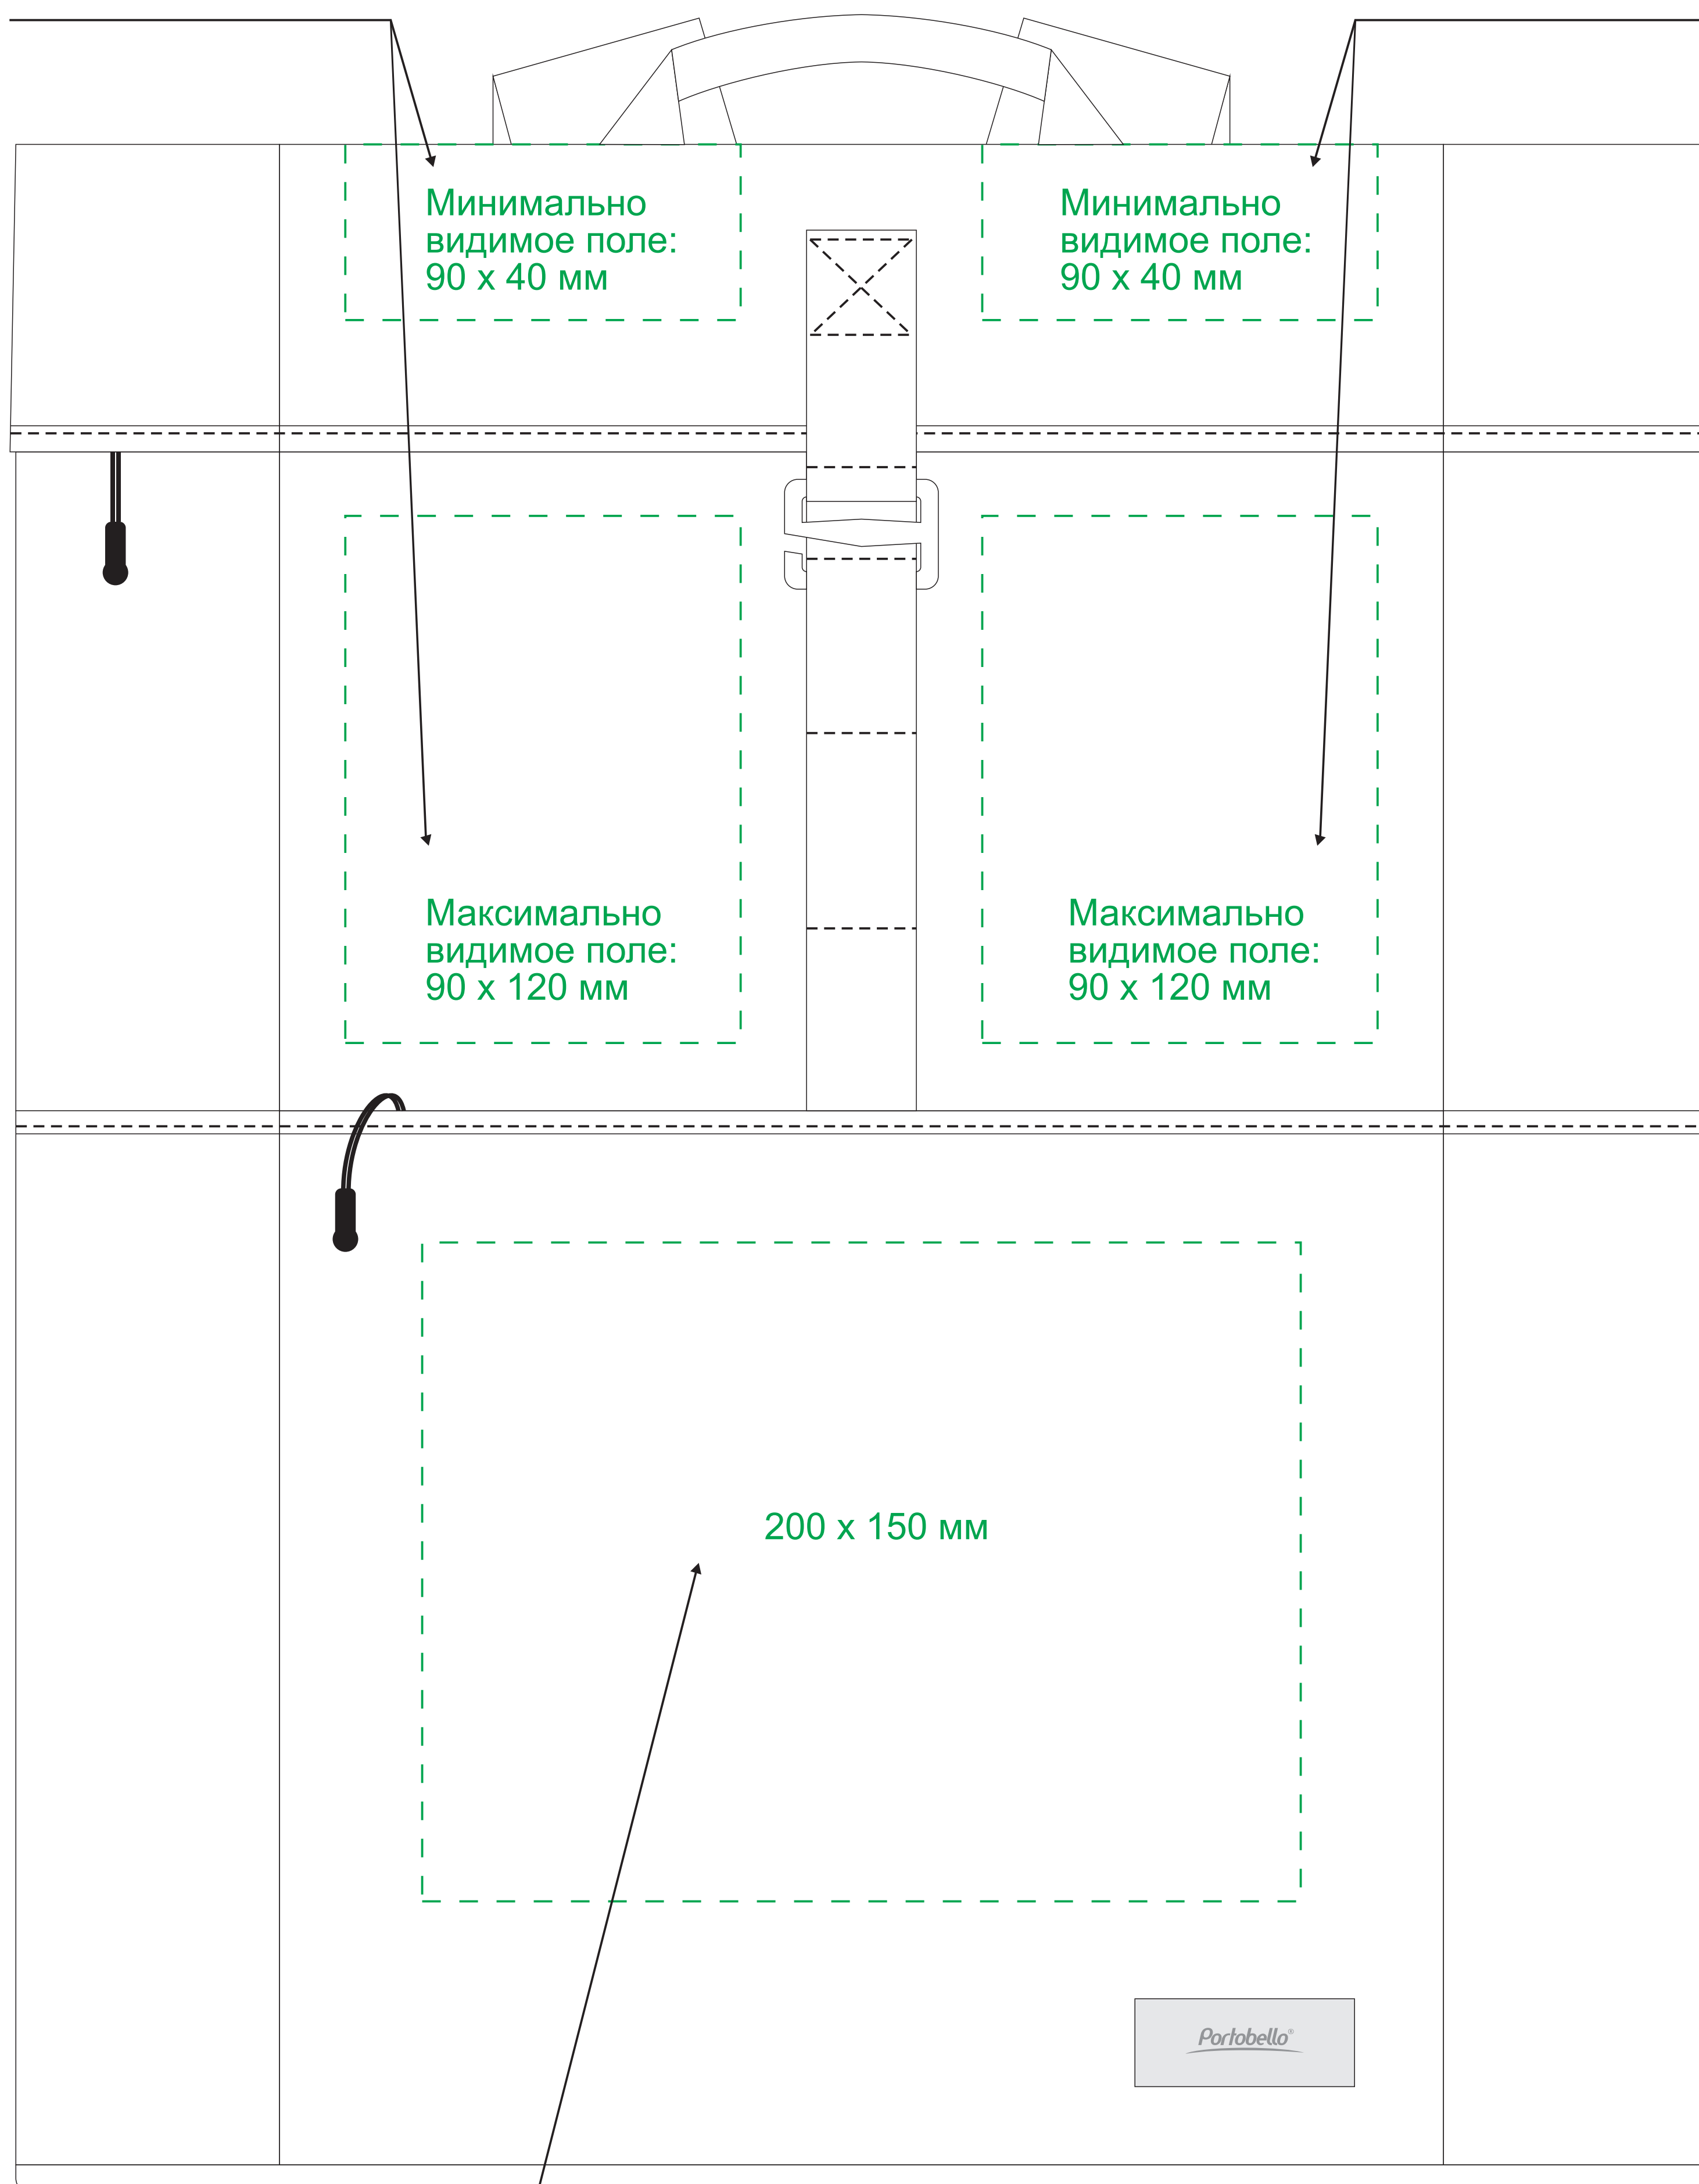 Минимально
видимое поле:
90 x 40 мм
Минимально
видимое поле:
90 x 40 мм
Максимально
видимое поле:
90 x 120 мм
Максимально
видимое поле:
90 x 120 мм
200 x 150 мм
Portobello®